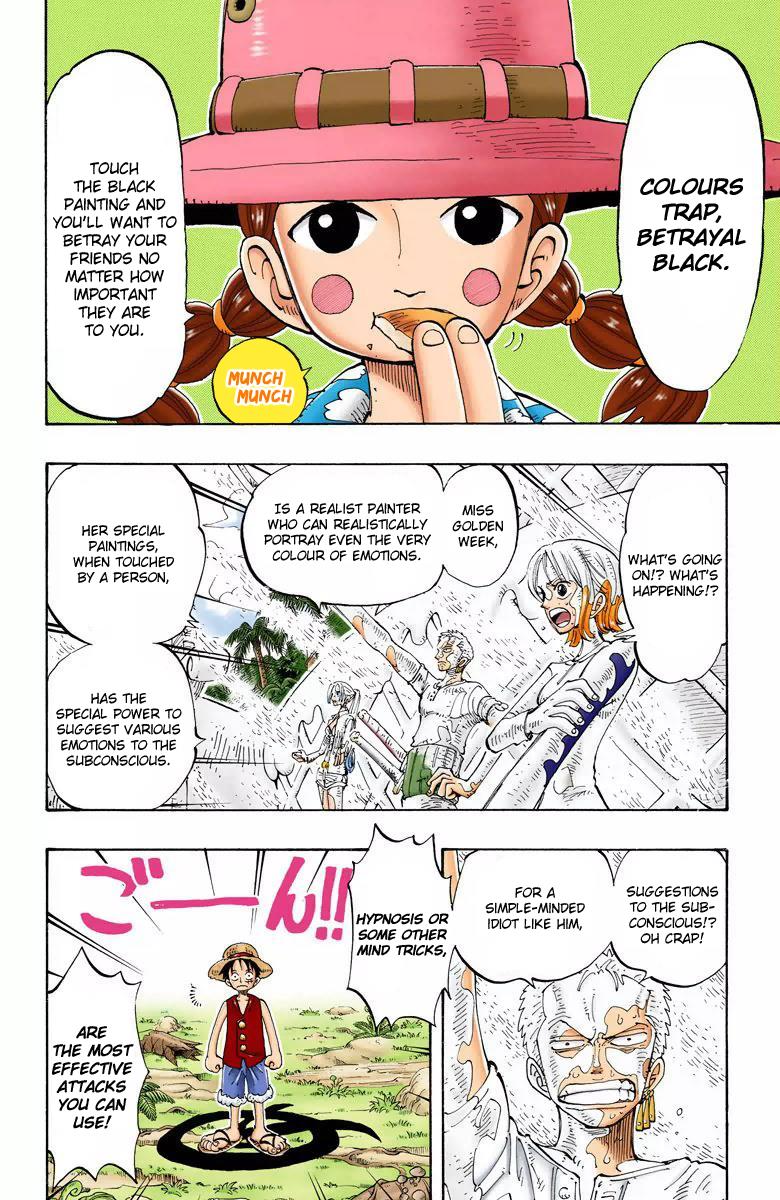 COLOURS
TRAP,
BETRAYAL
BLACK.
TOUCH
THE BLACK
PAINTING AND
YOU'LL WANT TO
BETRAY YOUR
FRIENDS NO
MATTER HOW
IMPORTANT
THEY ARE
TO YOU.
MUNCH
MUNCH
WHAT'S GOING
ON!? WHAT'S
HAPPENING!?
MISS
GOLDEN
WEEK,
IS A REALIST PAINTER
WHO CAN REALISTICALLY
PORTRAY EVEN THE VERY
COLOUR OF EMOTIONS.
HER SPECIAL
PAINTINGS,
WHEN TOUCHED
BY A PERSON,
HAS THE
SPECIAL POWER TO
SUGGEST VARIOUS
EMOTIONS TO THE
SUBCONSCIOUS.
SUGGESTIONS
TO THE SUB-
CONSCIOUS!?
OH CRAP!
FOR A
SIMPLE-MINDED
IDIOT LIKE HIM,
HYPNOSIS OR
SOME OTHER
MIND TRICKS,
ごーん!!
ARE
THE MOST
EFFECTIVE
ATTACKS
YOU CAN
USE!